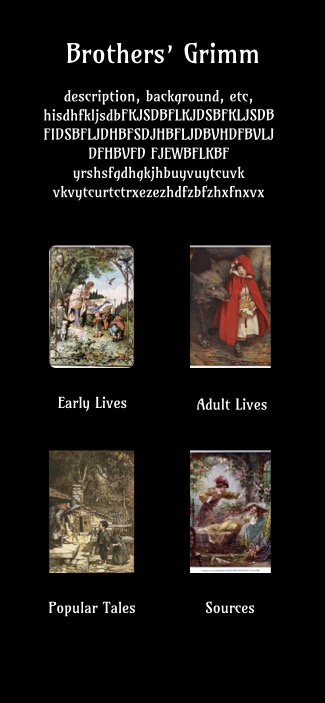 Brothers' Grimm
description, background, etc,
hisdhfkljsdbFKJSDBFLKJDSBFKLJSDB
FIDSBFLJDHBFSDJHBFLJDBVHDFBVLJ
DFHBVFD FJEWBFLKBF
yrshsfgdhgkjhbuyvuytcuvk
vkvytcurtctrxezezhdfzbfzhxfnxvx
Early Lives
Adult Lives
Popular Tales
Sources